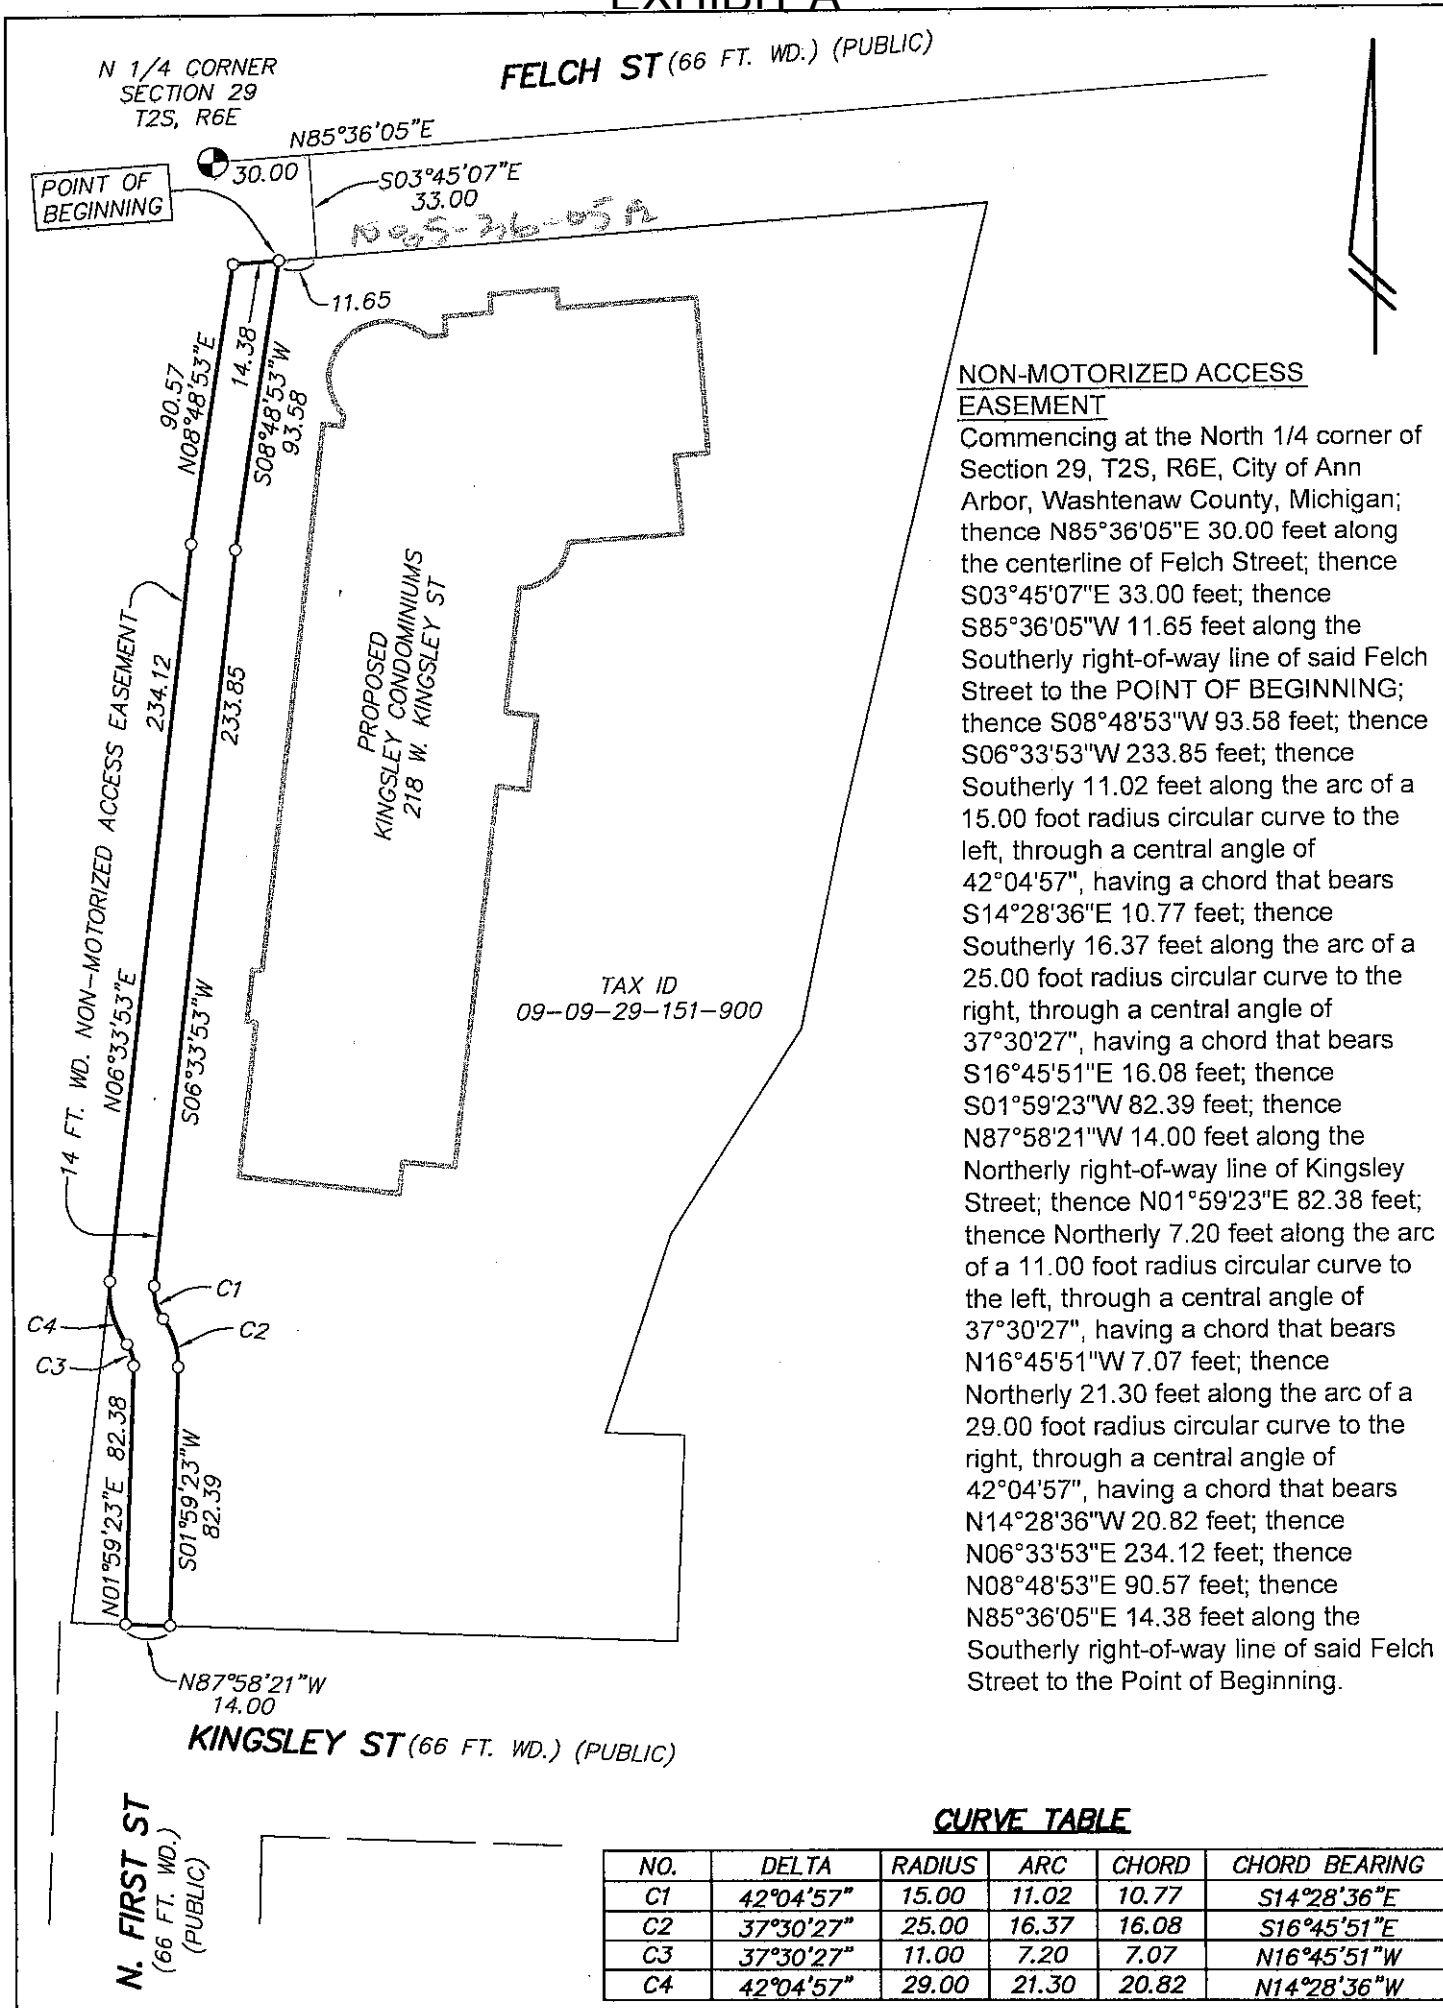 EXHIBIT A
N 1/4 CORNER
SECTION 29
T2S, R6E
FELCH ST (66 FT. WD.) (PUBLIC)
N85°36'05"E
30.00
S03°45'07"E
33.00
POINT OF
BEGINNING
11.65
14.38
90.57
N08°48'53"E
S08°48'53"W
93.58
14 FT. WD. NON-MOTORIZED ACCESS EASEMENT
234.12
233.85
N06°33'53"E
S06°33'53"W
PROPOSED
KINGSLEY CONDOMINIUMS
218 W. KINGSLEY ST
TAX ID
09-09-29-151-900
C1
C2
C4
C3
N01°59'23"E 82.38
S01°59'23"W
82.39
N87°58'21"W
14.00
KINGSLEY ST (66 FT. WD.) (PUBLIC)
N. FIRST ST
(66 FT. WD.)
(PUBLIC)
NON-MOTORIZED ACCESS
EASEMENT
Commencing at the North 1/4 corner of
Section 29, T2S, R6E, City of Ann
Arbor, Washtenaw County, Michigan;
thence N85°36'05"E 30.00 feet along
the centerline of Felch Street; thence
S03°45'07"E 33.00 feet; thence
S85°36'05"W 11.65 feet along the
Southerly right-of-way line of said Felch
Street to the POINT OF BEGINNING;
thence S08°48'53"W 93.58 feet; thence
S06°33'53"W 233.85 feet; thence
Southerly 11.02 feet along the arc of a
15.00 foot radius circular curve to the
left, through a central angle of
42°04'57", having a chord that bears
S14°28'36"E 10.77 feet; thence
Southerly 16.37 feet along the arc of a
25.00 foot radius circular curve to the
right, through a central angle of
37°30'27", having a chord that bears
S16°45'51"E 16.08 feet; thence
S01°59'23"W 82.39 feet; thence
N87°58'21"W 14.00 feet along the
Northerly right-of-way line of Kingsley
Street; thence N01°59'23"E 82.38 feet;
thence Northerly 7.20 feet along the arc
of a 11.00 foot radius circular curve to
the left, through a central angle of
37°30'27", having a chord that bears
N16°45'51"W 7.07 feet; thence
Northerly 21.30 feet along the arc of a
29.00 foot radius circular curve to the
right, through a central angle of
42°04'57", having a chord that bears
N14°28'36"W 20.82 feet; thence
N06°33'53"E 234.12 feet; thence
N08°48'53"E 90.57 feet; thence
N85°36'05"E 14.38 feet along the
Southerly right-of-way line of said Felch
Street to the Point of Beginning.
CURVE TABLE
NO. DELTA RADIUS ARC CHORD CHORD BEARING
C1 42°04'57" 15.00 11.02 10.77 S14°28'36"E
C2 37°30'27" 25.00 16.37 16.08 S16°45'51"E
C3 37°30'27" 11.00 7.20 7.07 N16°45'51"W
C4 42°04'57" 29.00 21.30 20.82 N14°28'36"W